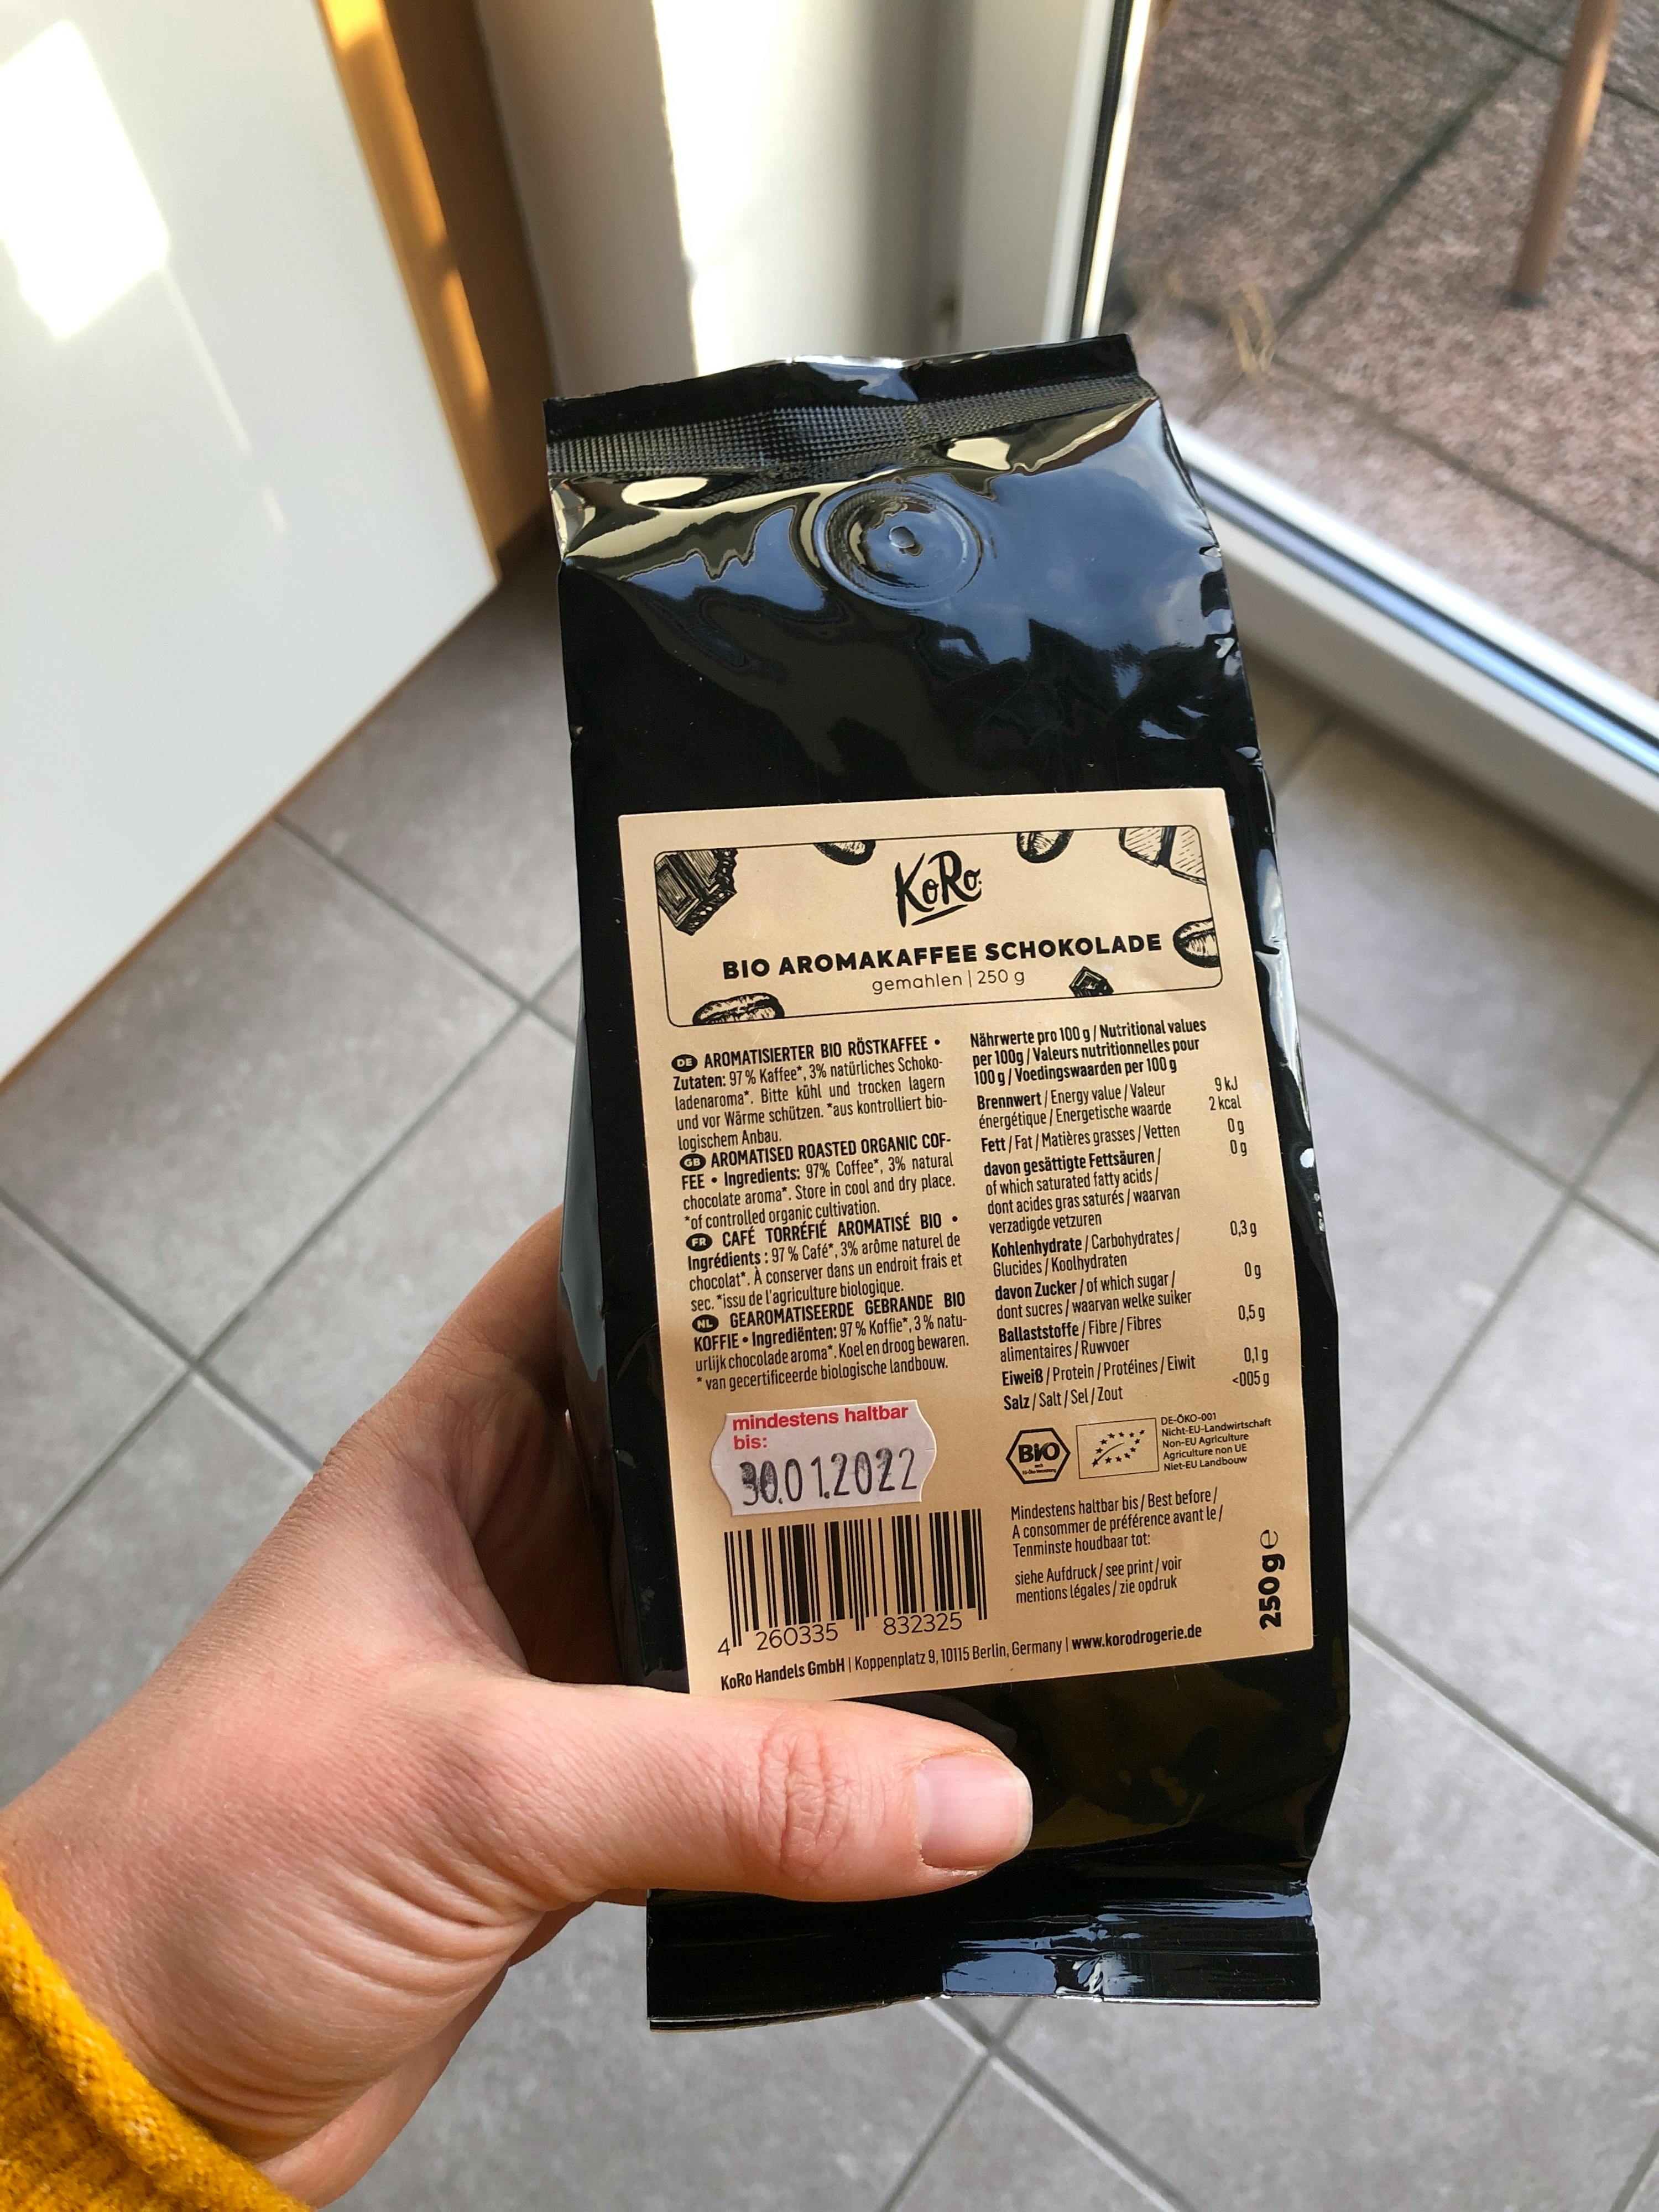 KoRo
BIO AROMAKAFFEE SCHOKOLADE
gemahlen | 250 g
DE AROMATISIERTER BIO RÖSTKAFFEE •
Zutaten: 97 % Kaffee*, 3% natürliches Schoko-
ladenaroma*. Bitte kühl und trocken lagern
und vor Wärme schützen. *aus kontrolliert bio-
logischem Anbau.
GB AROMATISED ROASTED ORGANIC COF-
FEE • Ingredients: 97% Coffee*, 3% natural
chocolate aroma*. Store in cool and dry place.
*of controlled organic cultivation.
FR CAFÉ TORRÉFIÉ AROMATISÉ BIO •
Ingrédients : 97 % Café*, 3% arôme naturel de
chocolat*. À conserver dans un endroit frais et
sec. *issu de l'agriculture biologique.
NL GEAROMATISEERDE GEBRANDE BIO
KOFFIE • Ingrediënten: 97 % Koffie*, 3 % natu-
urlijk chocolade aroma*. Koel en droog bewaren.
* van gecertificeerde biologische landbouw.
mindestens haltbar
bis:
30.01.2022
4 260335 832325
Nährwerte pro 100 g / Nutritional values
per 100g / Valeurs nutritionnelles pour
100 g / Voedingswaarden per 100 g
Brennwert / Energy value / Valeur 9 kJ
énergétique / Energetische waarde 2 kcal
Fett / Fat / Matières grasses / Vetten 0 g
davon gesättigte Fettsäuren / 0 g
of which saturated fatty acids /
dont acides gras saturés / waarvan
verzadigde vetzuren
Kohlenhydrate / Carbohydrates / 0,3 g
Glucides / Koolhydraten
davon Zucker / of which sugar / 0 g
dont sucres / waarvan welke suiker
Ballaststoffe / Fibre / Fibres 0,5 g
alimentaires / Ruwvoer
Eiweiß / Protein / Protéines / Eiwit 0,1 g
Salz / Salt / Sel / Zout <005 g
BIO
DE-ÖKO-001
Nicht-EU-Landwirtschaft
Non-EU Agriculture
Agriculture non UE
Niet-EU Landbouw
Mindestens haltbar bis / Best before /
A consommer de préférence avant le /
Tenminste houdbaar tot:
siehe Aufdruck / see print / voir
mentions légales / zie opdruk
250g e
KoRo Handels GmbH | Koppenplatz 9, 10115 Berlin, Germany | www.korodrogerie.de